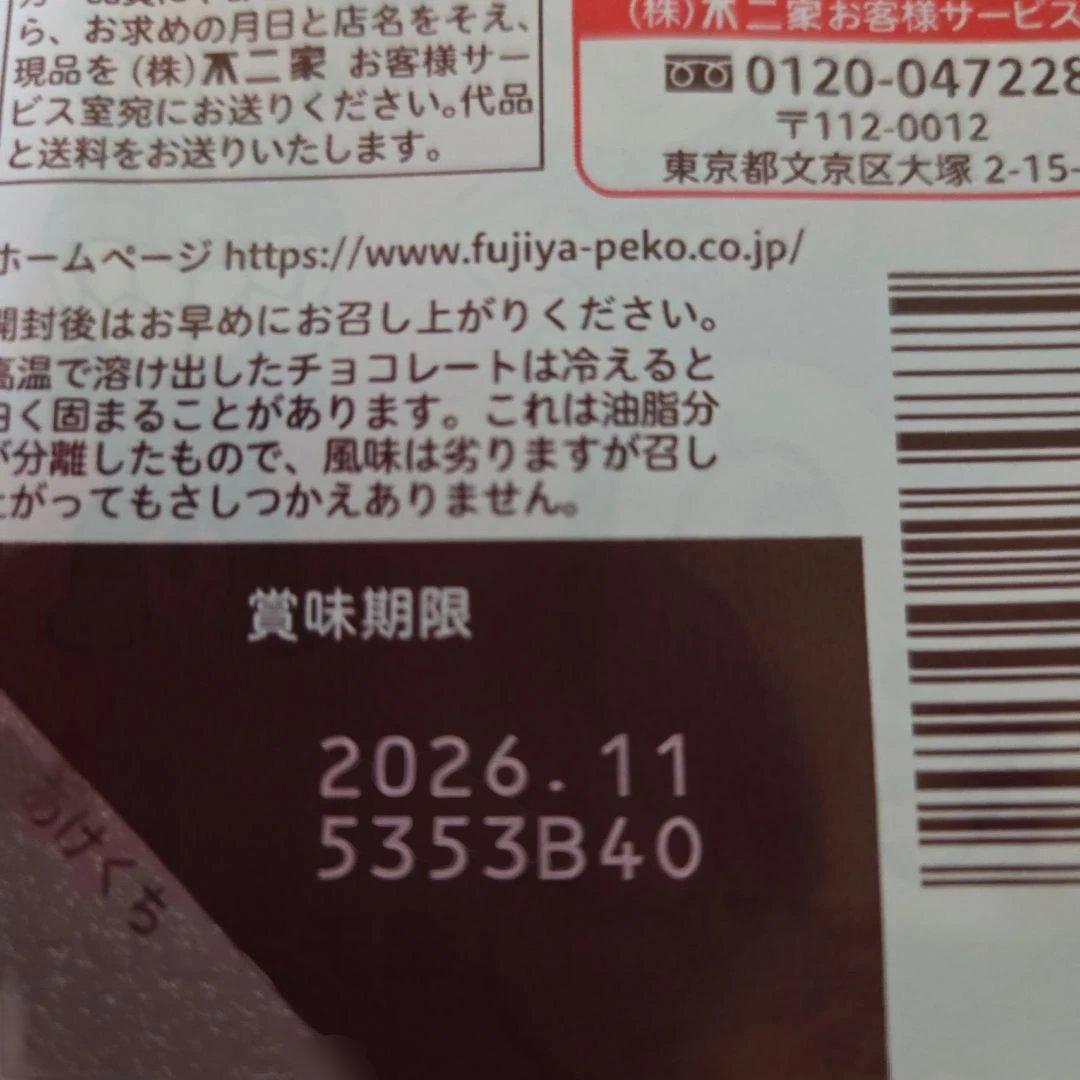 ら、お求めの月日と店名をそえ、
現品を (株)不二家 お客様サー
ビス室宛にお送りください。代品
と送料をお送りいたします。
(株)不二家お客様サービス
0120-047228
〒112-0012
東京都文京区大塚 2-15-
ホームページ https://www.fujiya-peko.co.jp/
開封後はお早めにお召し上がりください。
高温で溶け出したチョコレートは冷えると
白く固まることがあります。これは油脂分
が分離したもので、風味は劣りますが召し
上がってもさしつかえありません。
賞味期限
2026.11
5353B40
あけくち